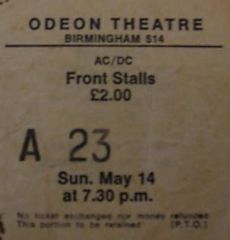 ODEON THEATRE
BIRMINGHAM 514
AC/DC
Front Stalls
£2.00
A 23
Sun. May 14
at 7.30 p.m.
No ticket exchanged nor money refunded
This portion to be retained [P.T.O.]